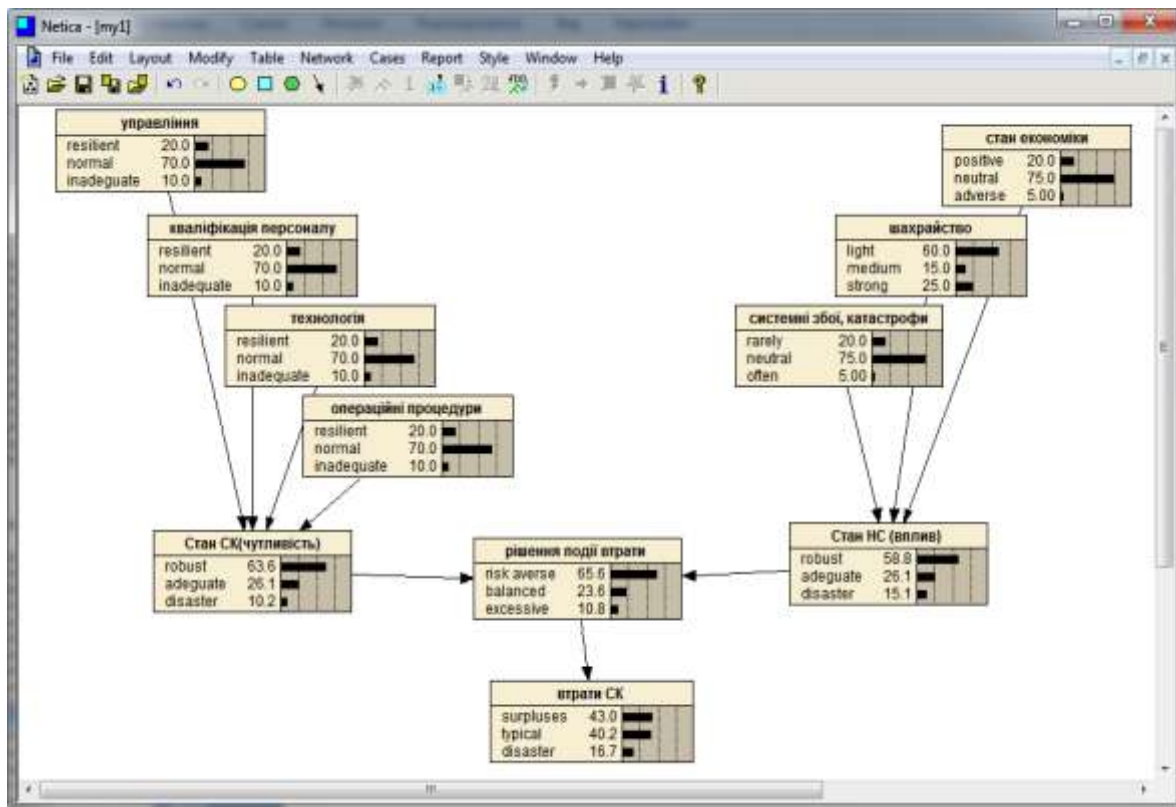 Netica - [my1]
File Edit Layout Modify Table Network Cases Report Style Window Help
управління
resilient 20.0
normal 70.0
inadeguate 10.0
кваліфікація персоналу
resilient 20.0
normal 70.0
inadequate 10.0
технологія
resilient 20.0
normal 70.0
inadequate 10.0
операційні процедури
resilient 20.0
normal 70.0
inadequate 10.0
стан економіки
positive 20.0
neutral 75.0
adverse 5.00
шахрайство
light 60.0
medium 15.0
strong 25.0
системні збої, катастрофи
rarely 20.0
neutral 75.0
often 5.00
Стан СК(чутливість)
robust 63.6
adeguate 26.1
disaster 10.2
рішення події втрати
risk averse 65.6
balanced 23.6
excessive 10.8
Стан НС (вплив)
robust 58.8
adeguate 26.1
disaster 15.1
втрати СК
surpluses 43.0
typical 40.2
disaster 16.7